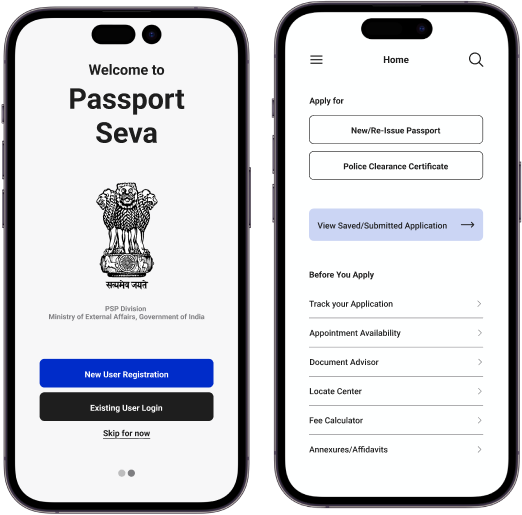 Welcome to
Passport
Seva
सत्यमेव जयते
PSP Division
Ministry of External Affairs, Government of India
New User Registration
Existing User Login
Skip for now
Home
Apply for
New/Re-Issue Passport
Police Clearance Certificate
View Saved/Submitted Application
Before You Apply
Track your Application
Appointment Availability
Document Advisor
Locate Center
Fee Calculator
Annexures/Affidavits